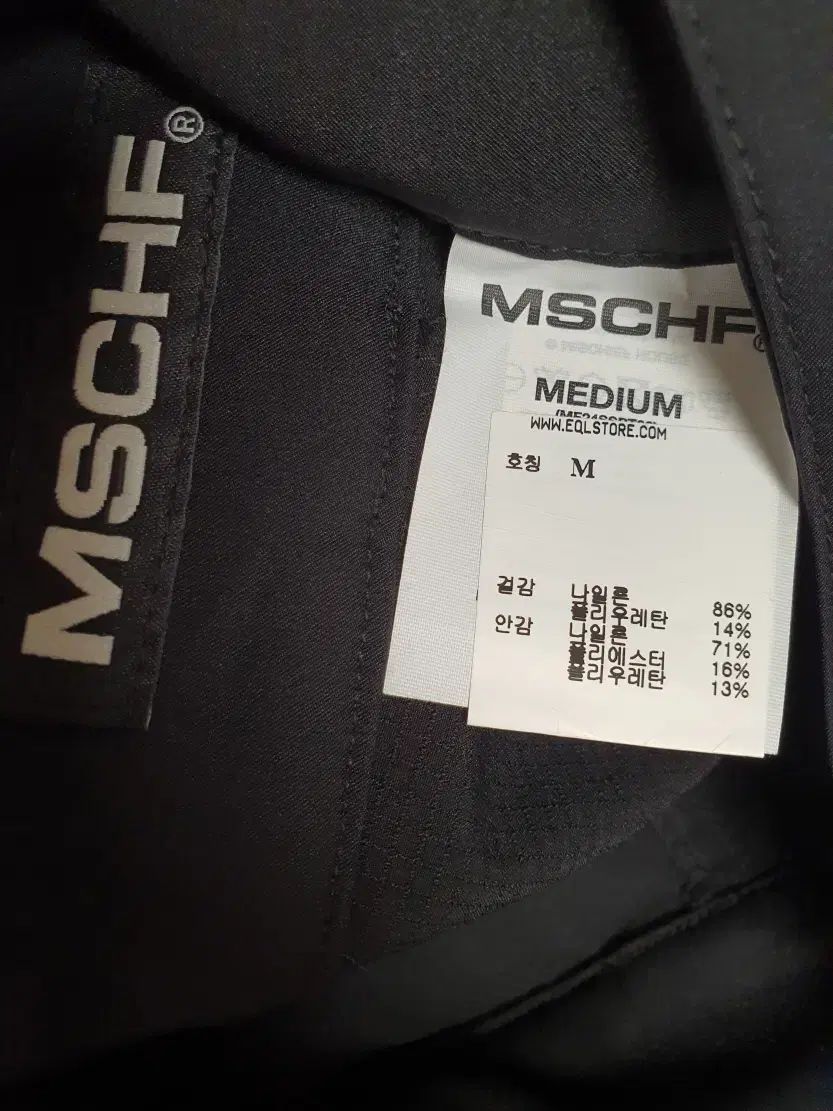 MSCHF®
MSCHF®
MEDIUM
WWW.EQLSTORE.COM
호칭 M
겉감 나일론 86%
폴리우레탄 14%
안감 나일론 71%
폴리에스터 16%
폴리우레탄 13%